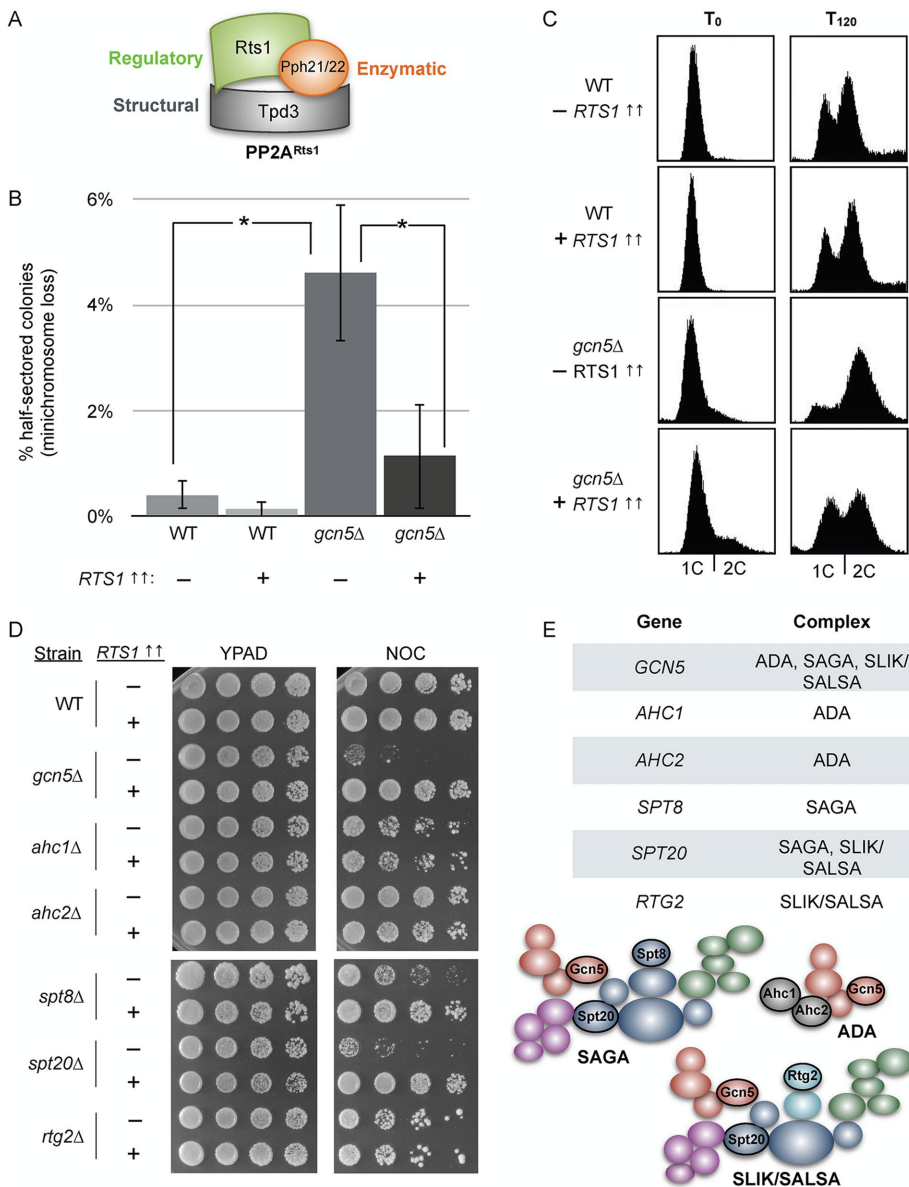 A
Regulatory
Rts1
Pph21/22
Enzymatic
Structural
Tpd3
PP2A^Rts1
B
% half-sectored colonies
(minichromosome loss)
6%
4%
2%
0%
*
*
WT
WT
gcn5Δ
gcn5Δ
RTS1 ↑↑:
–
+
–
+
C
T0
T120
WT
– RTS1 ↑↑
WT
+ RTS1 ↑↑
gcn5Δ
– RTS1 ↑↑
gcn5Δ
+ RTS1 ↑↑
1C | 2C
1C | 2C
D
Strain
RTS1 ↑↑
YPAD
NOC
WT
–
+
gcn5Δ
–
+
ahc1Δ
–
+
ahc2Δ
–
+
spt8Δ
–
+
spt20Δ
–
+
rtg2Δ
–
+
E
Gene
Complex
GCN5
ADA, SAGA, SLIK/
SALSA
AHC1
ADA
AHC2
ADA
SPT8
SAGA
SPT20
SAGA, SLIK/
SALSA
RTG2
SLIK/SALSA
Gcn5
Spt8
Spt20
SAGA
Ahc1
Ahc2
Gcn5
ADA
Gcn5
Rtg2
Spt20
SLIK/SALSA